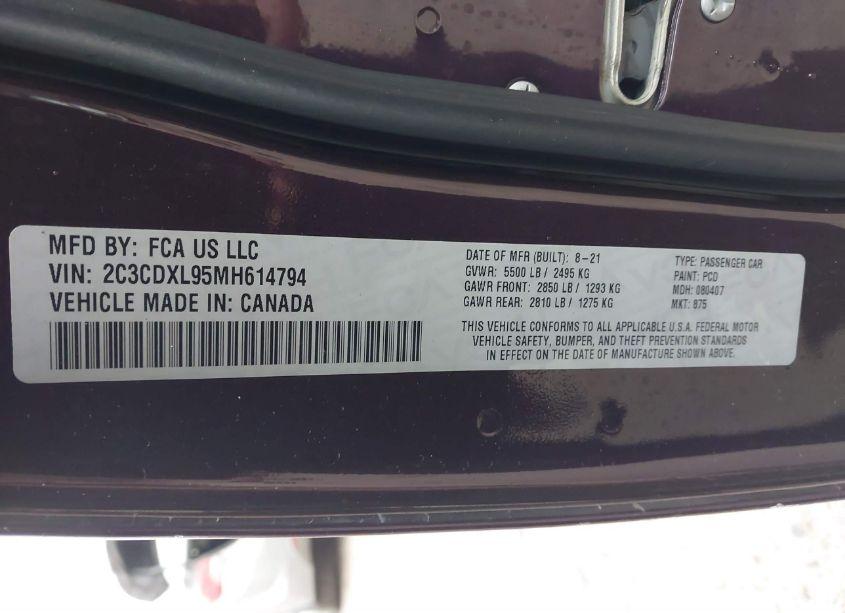 MFD BY: FCA US LLC
VIN: 2C3CDXL95MH614794
VEHICLE MADE IN: CANADA
DATE OF MFR (BUILT): 8-21
GVWR: 5500 LB / 2495 KG
GAWR FRONT: 2850 LB / 1293 KG
GAWR REAR: 2810 LB / 1275 KG
TYPE: PASSENGER CAR
PAINT: PCD
MDH: 080407
MKT: 875
THIS VEHICLE CONFORMS TO ALL APPLICABLE U.S.A. FEDERAL MOTOR
VEHICLE SAFETY, BUMPER, AND THEFT PREVENTION STANDARDS
IN EFFECT ON THE DATE OF MANUFACTURE SHOWN ABOVE.